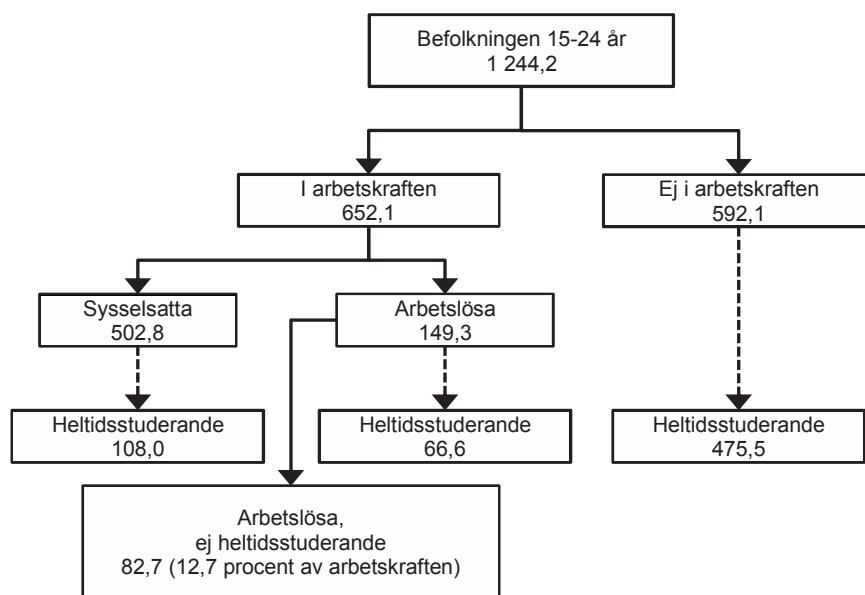 Befolkningen 15-24 år
1 244,2
I arbetskraften
652,1
Ej i arbetskraften
592,1
Sysselsatta
502,8
Arbetslösa
149,3
Heltidsstuderande
108,0
Heltidsstuderande
66,6
Heltidsstuderande
475,5
Arbetslösa,
ej heltidsstuderande
82,7 (12,7 procent av arbetskraften)